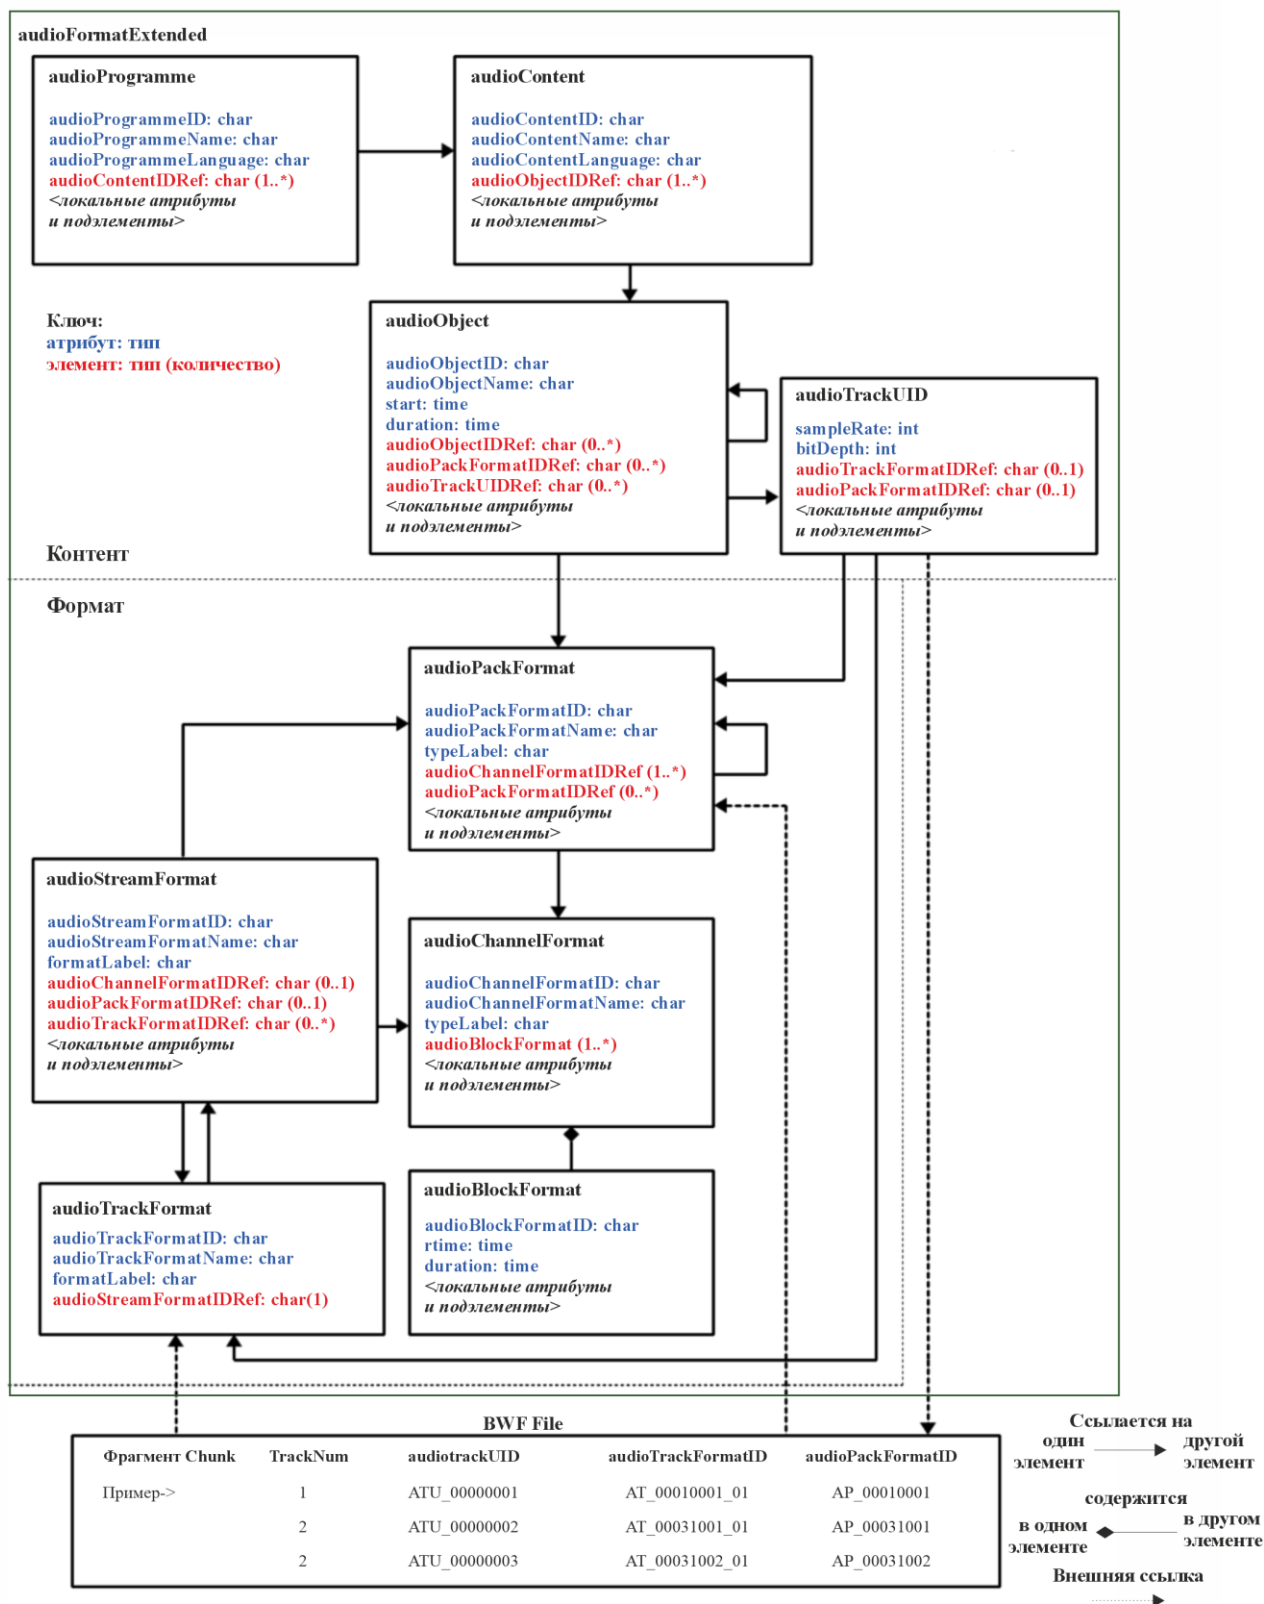 audioFormatExtended
audioProgramme
audioProgrammeID: char
audioProgrammeName: char
audioProgrammeLanguage: char
audioContentIDRef: char (1..*)
<локальные атрибуты
и подэлементы>
audioContent
audioContentID: char
audioContentName: char
audioContentLanguage: char
audioObjectIDRef: char (1..*)
<локальные атрибуты
и подэлементы>
Ключ:
атрибут: тип
элемент: тип (количество)
audioObject
audioObjectID: char
audioObjectName: char
start: time
duration: time
audioObjectIDRef: char (0..*)
audioPackFormatIDRef: char (0..*)
audioTrackUIDRef: char (0..*)
<локальные атрибуты
и подэлементы>
audioTrackUID
sampleRate: int
bitDepth: int
audioTrackFormatIDRef: char (0..1)
audioPackFormatIDRef: char (0..1)
<локальные атрибуты
и подэлементы>
Контент
Формат
audioPackFormat
audioPackFormatID: char
audioPackFormatName: char
typeLabel: char
audioChannelFormatIDRef (1..*)
audioPackFormatIDRef (0..*)
<локальные атрибуты
и подэлементы>
audioStreamFormat
audioStreamFormatID: char
audioStreamFormatName: char
formatLabel: char
audioChannelFormatIDRef: char (0..1)
audioPackFormatIDRef: char (0..1)
audioTrackFormatIDRef: char (0..*)
<локальные атрибуты
и подэлементы>
audioChannelFormat
audioChannelFormatID: char
audioChannelFormatName: char
typeLabel: char
audioBlockFormat (1..*)
<локальные атрибуты
и подэлементы>
audioTrackFormat
audioTrackFormatID: char
audioTrackFormatName: char
formatLabel: char
audioStreamFormatIDRef: char(1)
audioBlockFormat
audioBlockFormatID: char
rtime: time
duration: time
<локальные атрибуты
и подэлементы>
BWF File
Фрагмент Chunk TrackNum audiotrackUID audioTrackFormatID audioPackFormatID
Пример-> 1 ATU_00000001 AT_00010001_01 AP_00010001
2 ATU_00000002 AT_00031001_01 AP_00031001
2 ATU_00000003 AT_00031002_01 AP_00031002
Ссылается на
один другой
элемент элемент
содержится
в одном в другом
элементе элементе
Внешняя ссылка